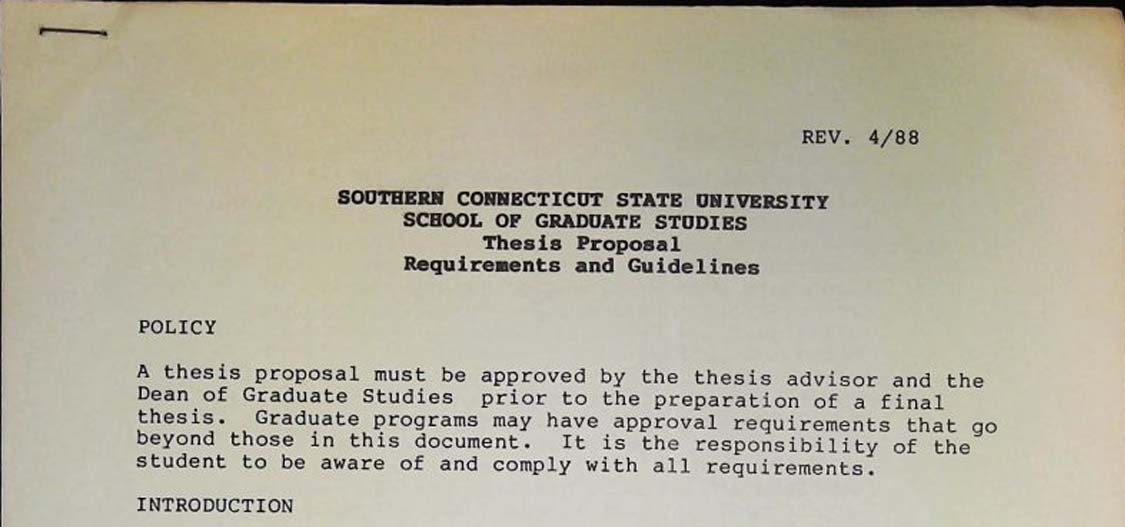 REV. 4/88
SOUTHERN CONNECTICUT STATE UNIVERSITY
SCHOOL OF GRADUATE STUDIES
Thesis Proposal
Requirements and Guidelines
POLICY
A thesis proposal must be approved by the thesis advisor and the
Dean of Graduate Studies  prior to the preparation of a final
thesis.  Graduate programs may have approval requirements that go
beyond those in this document.  It is the responsibility of the
student to be aware of and comply with all requirements.
INTRODUCTION